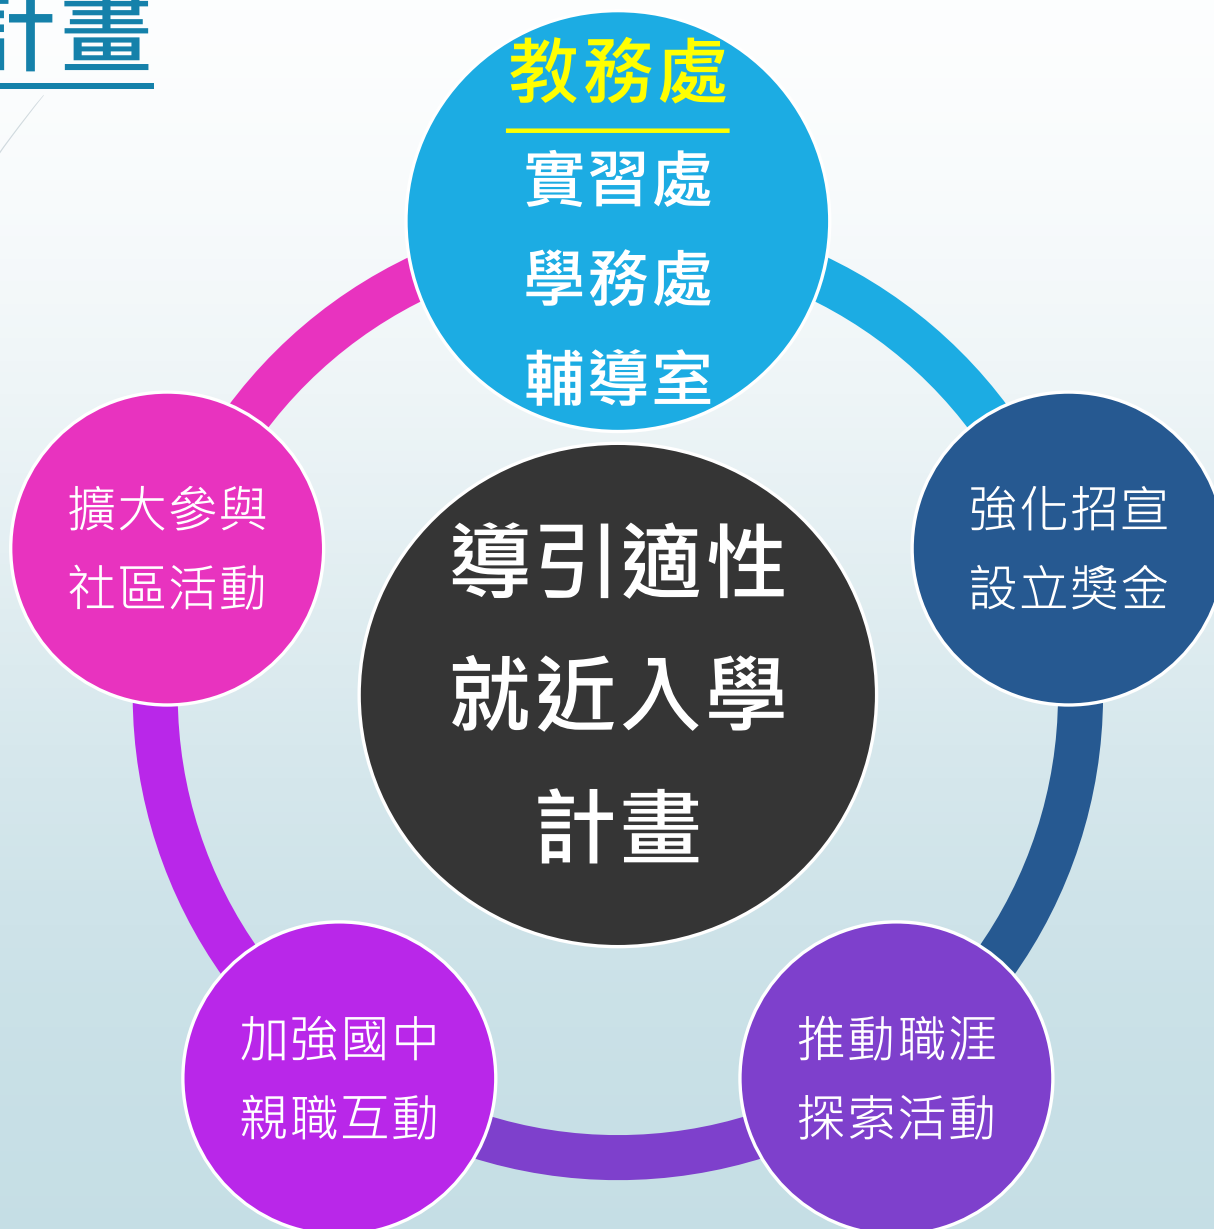 計畫
教務處
實習處
學務處
輔導室
擴大參與
社區活動
強化招宣
設立獎金
導引適性
就近入學
計畫
加強國中
親職互動
推動職涯
探索活動